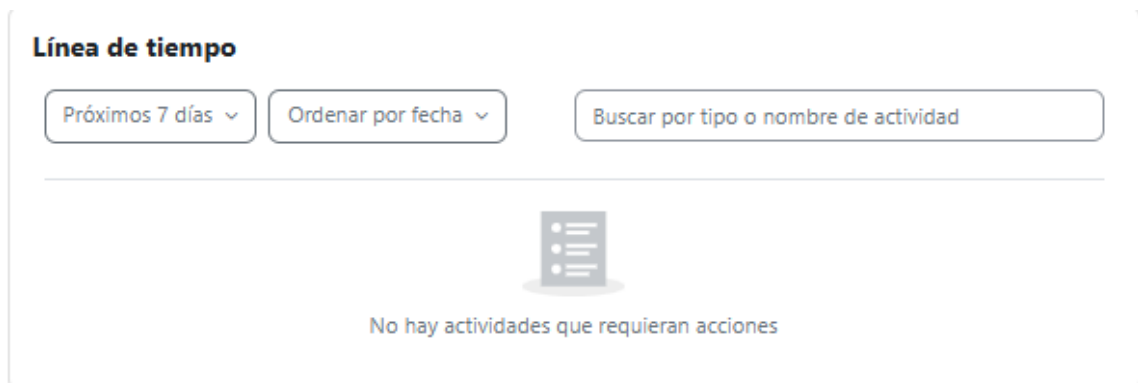 Línea de tiempo
Próximos 7 días Ordenar por fecha Buscar por tipo o nombre de actividad
No hay actividades que requieran acciones